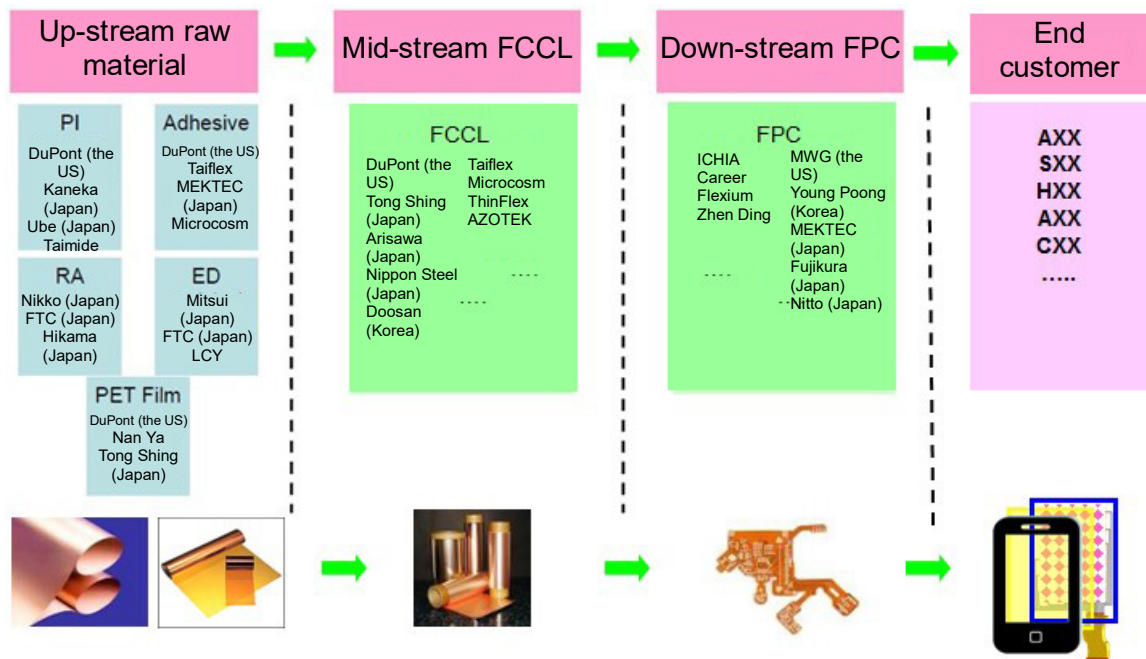 Up-stream raw
material
Mid-stream FCCL
Down-stream FPC
End
customer
PI
DuPont (the
US)
Kaneka
(Japan)
Ube (Japan)
Taimide
Adhesive
DuPont (the US)
Taiflex
MEKTEC
(Japan)
Microcosm
RA
Nikko (Japan)
FTC (Japan)
Hikama
(Japan)
ED
Mitsui
(Japan)
FTC (Japan)
LCY
PET Film
DuPont (the US)
Nan Ya
Tong Shing
(Japan)
FCCL
DuPont (the
US)
Tong Shing
(Japan)
Arisawa
(Japan)
Nippon Steel
(Japan)
Doosan
(Korea)
....
Taiflex
Microcosm
ThinFlex
AZOTEK
....
FPC
ICHIA
Career
Flexium
Zhen Ding
....
MWG (the
US)
Young Poong
(Korea)
MEKTEC
(Japan)
Fujikura
(Japan)
Nitto (Japan)
....
AXX
SXX
HXX
AXX
CXX
.....